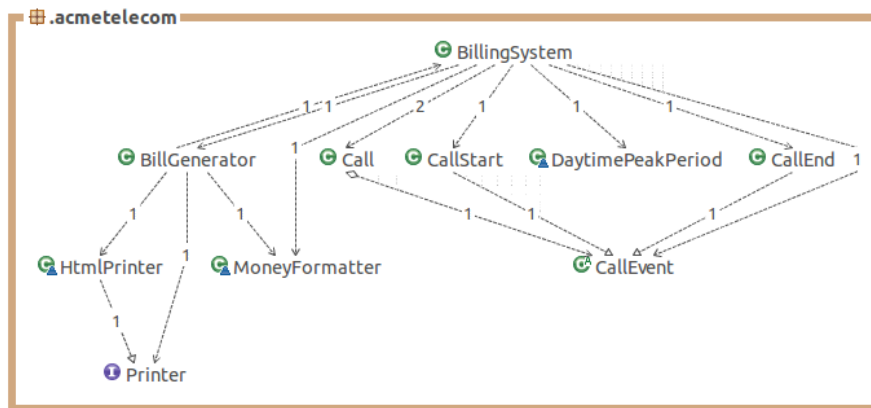 .acmetelecom
BillingSystem
1 1 2 1 1 1
BillGenerator Call CallStart DaytimePeakPeriod CallEnd
1 1
1 1 1 1 1
HtmlPrinter 1 MoneyFormatter CallEvent
1
Printer